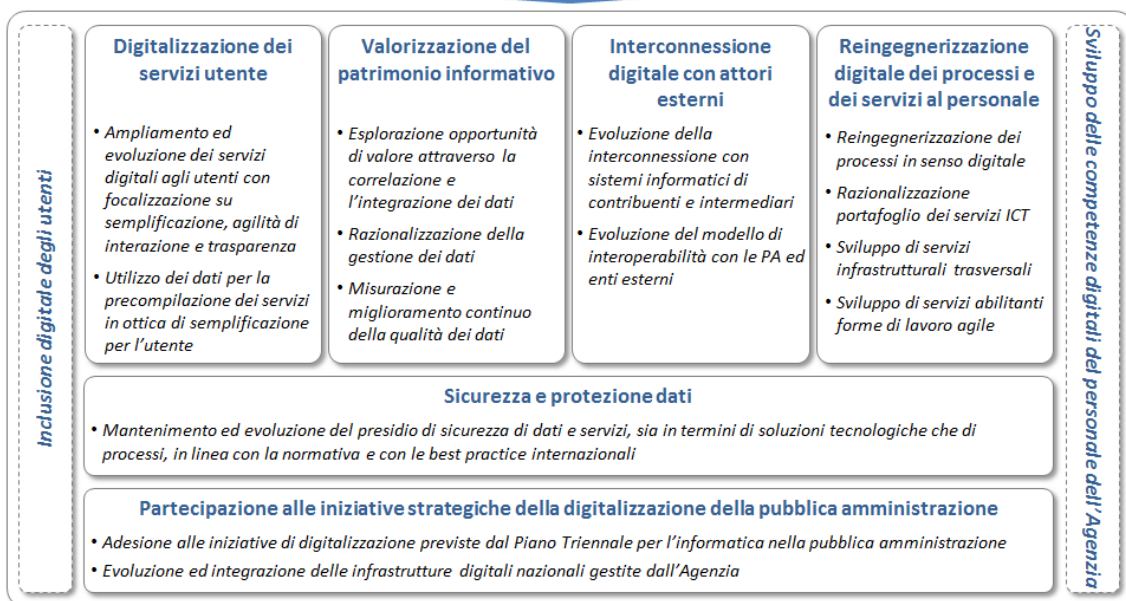 Inclusione digitale degli utenti
Digitalizzazione dei
servizi utente
• Ampliamento ed
evoluzione dei servizi
digitali agli utenti con
focalizzazione su
semplificazione, agilità di
interazione e trasparenza
• Utilizzo dei dati per la
precompilazione dei servizi
in ottica di semplificazione
per l'utente
Valorizzazione del
patrimonio informativo
• Esplorazione opportunità
di valore attraverso la
correlazione e
l'integrazione dei dati
• Razionalizzazione della
gestione dei dati
• Misurazione e
miglioramento continuo
della qualità dei dati
Interconnessione
digitale con attori
esterni
• Evoluzione della
interconnessione con
sistemi informatici di
contribuenti e intermediari
• Evoluzione del modello di
interoperabilità con le PA ed
enti esterni
Reingegnerizzazione
digitale dei processi e
dei servizi al personale
• Reingegnerizzazione dei
processi in senso digitale
• Razionalizzazione
portafoglio dei servizi ICT
• Sviluppo di servizi
infrastrutturali trasversali
• Sviluppo di servizi abilitanti
forme di lavoro agile
Sicurezza e protezione dati
• Mantenimento ed evoluzione del presidio di sicurezza di dati e servizi, sia in termini di soluzioni tecnologiche che di
processi, in linea con la normativa e con le best practice internazionali
Partecipazione alle iniziative strategiche della digitalizzazione della pubblica amministrazione
• Adesione alle iniziative di digitalizzazione previste dal Piano Triennale per l'informatica nella pubblica amministrazione
• Evoluzione ed integrazione delle infrastrutture digitali nazionali gestite dall'Agenzia
Sviluppo delle competenze digitali del personale dell'Agenzia